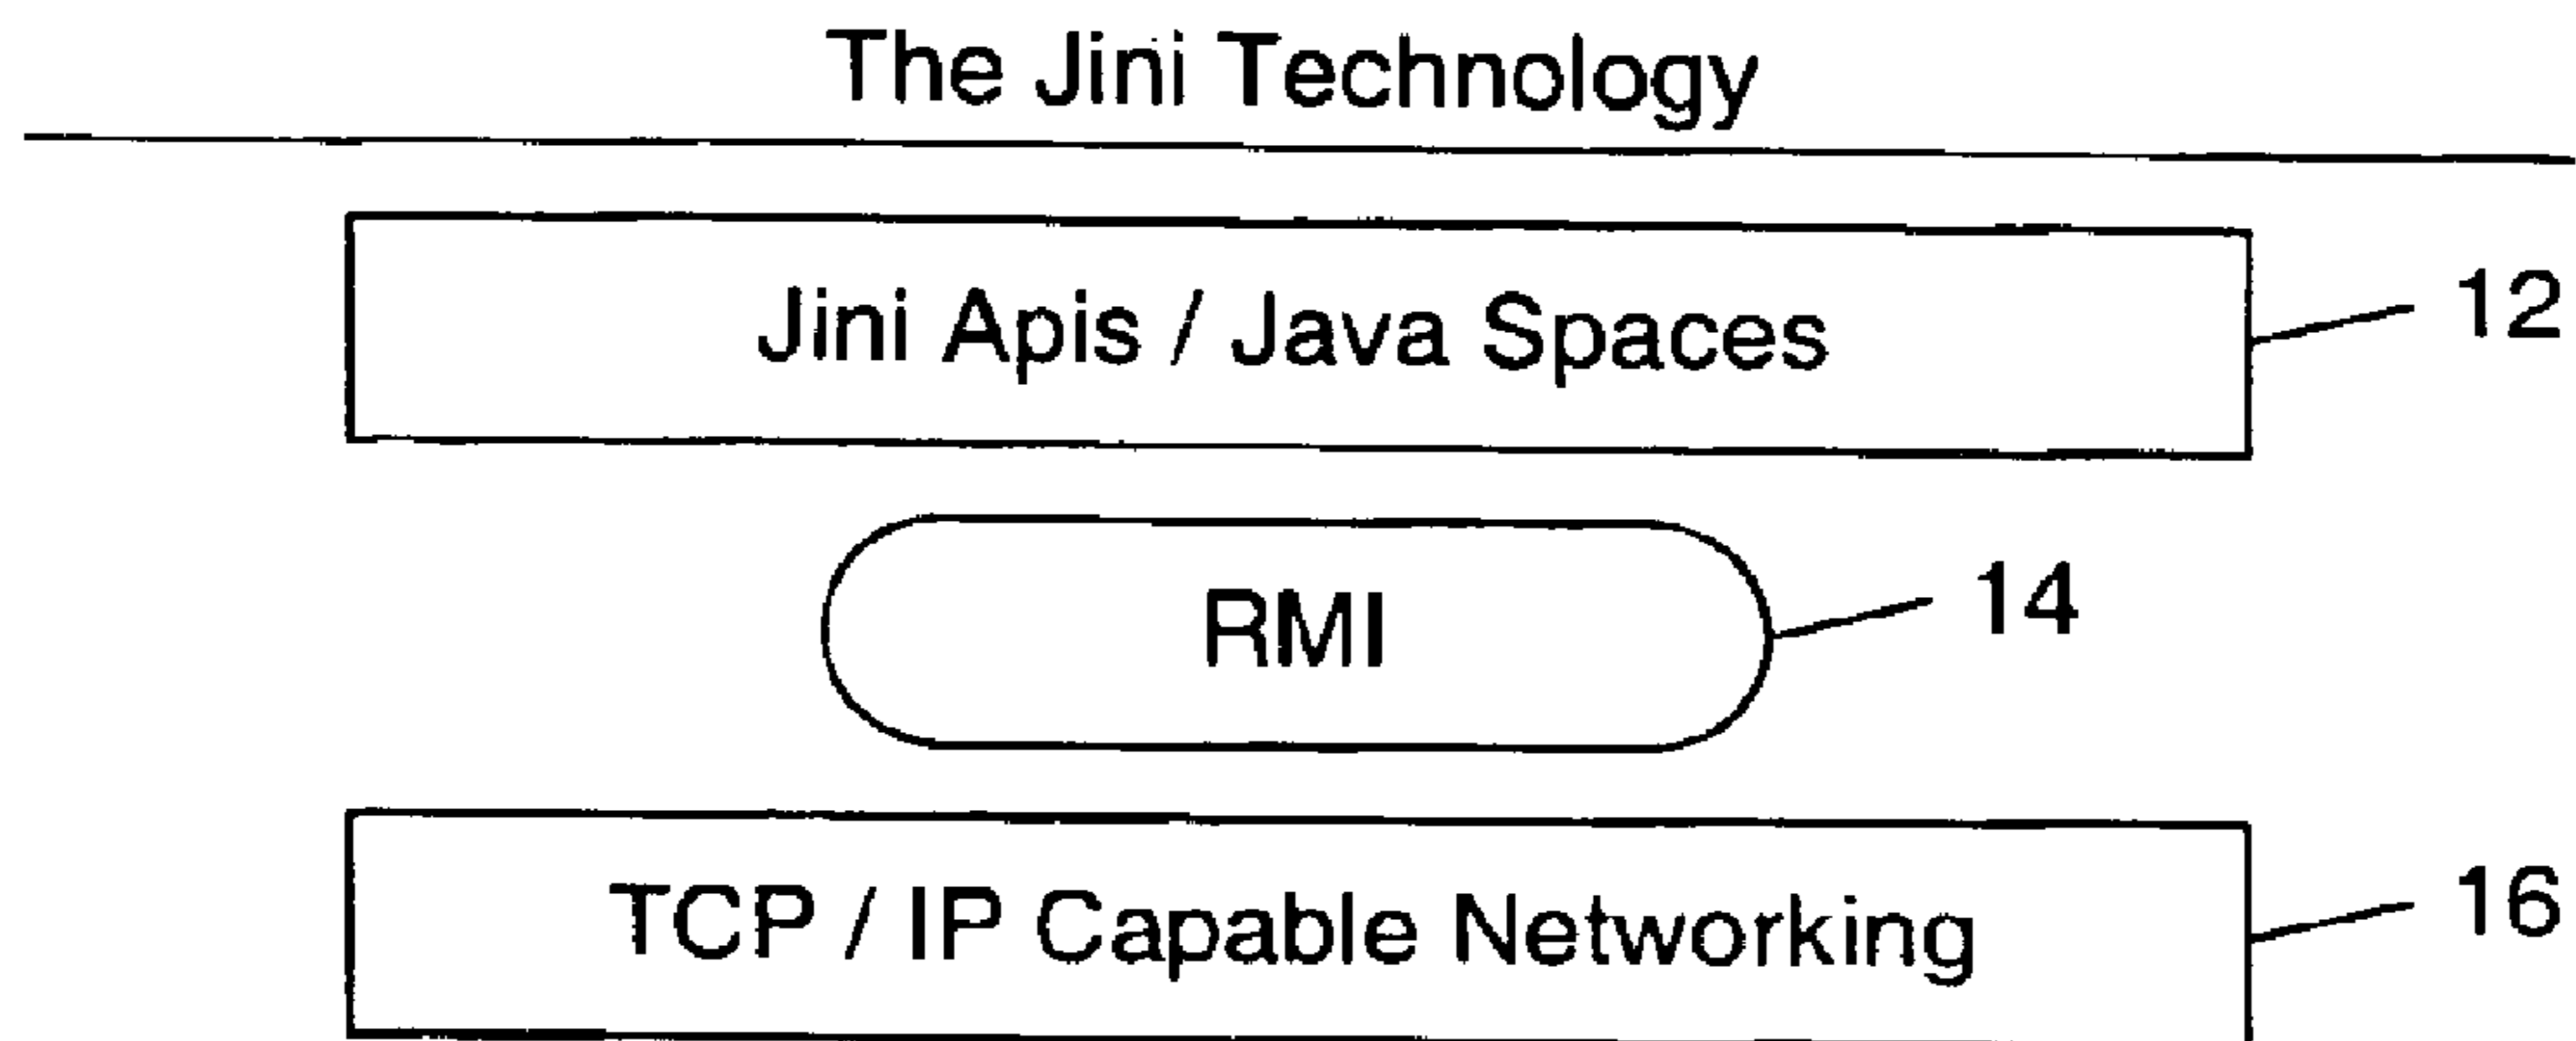 The Jini Technology
Jini Apis / Java Spaces
12
RMI
14
TCP / IP Capable Networking
16